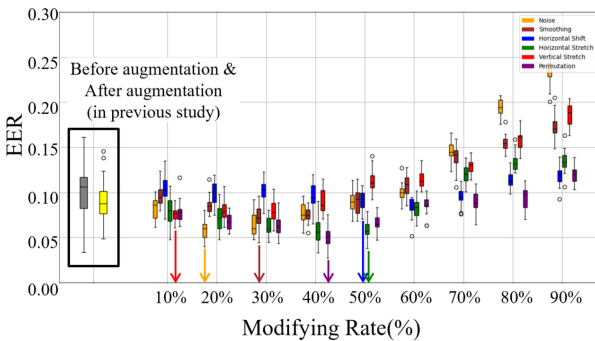 0.30
0.25
0.20
0.15
0.10
0.05
0.00
EER
Before augmentation &
After augmentation
(in previous study)
Noise
Smoothing
Horizontal Shift
Horizontal Stretch
Vertical Stretch
Permutation
10% 20% 30% 40% 50% 60% 70% 80% 90%
Modifying Rate(%)